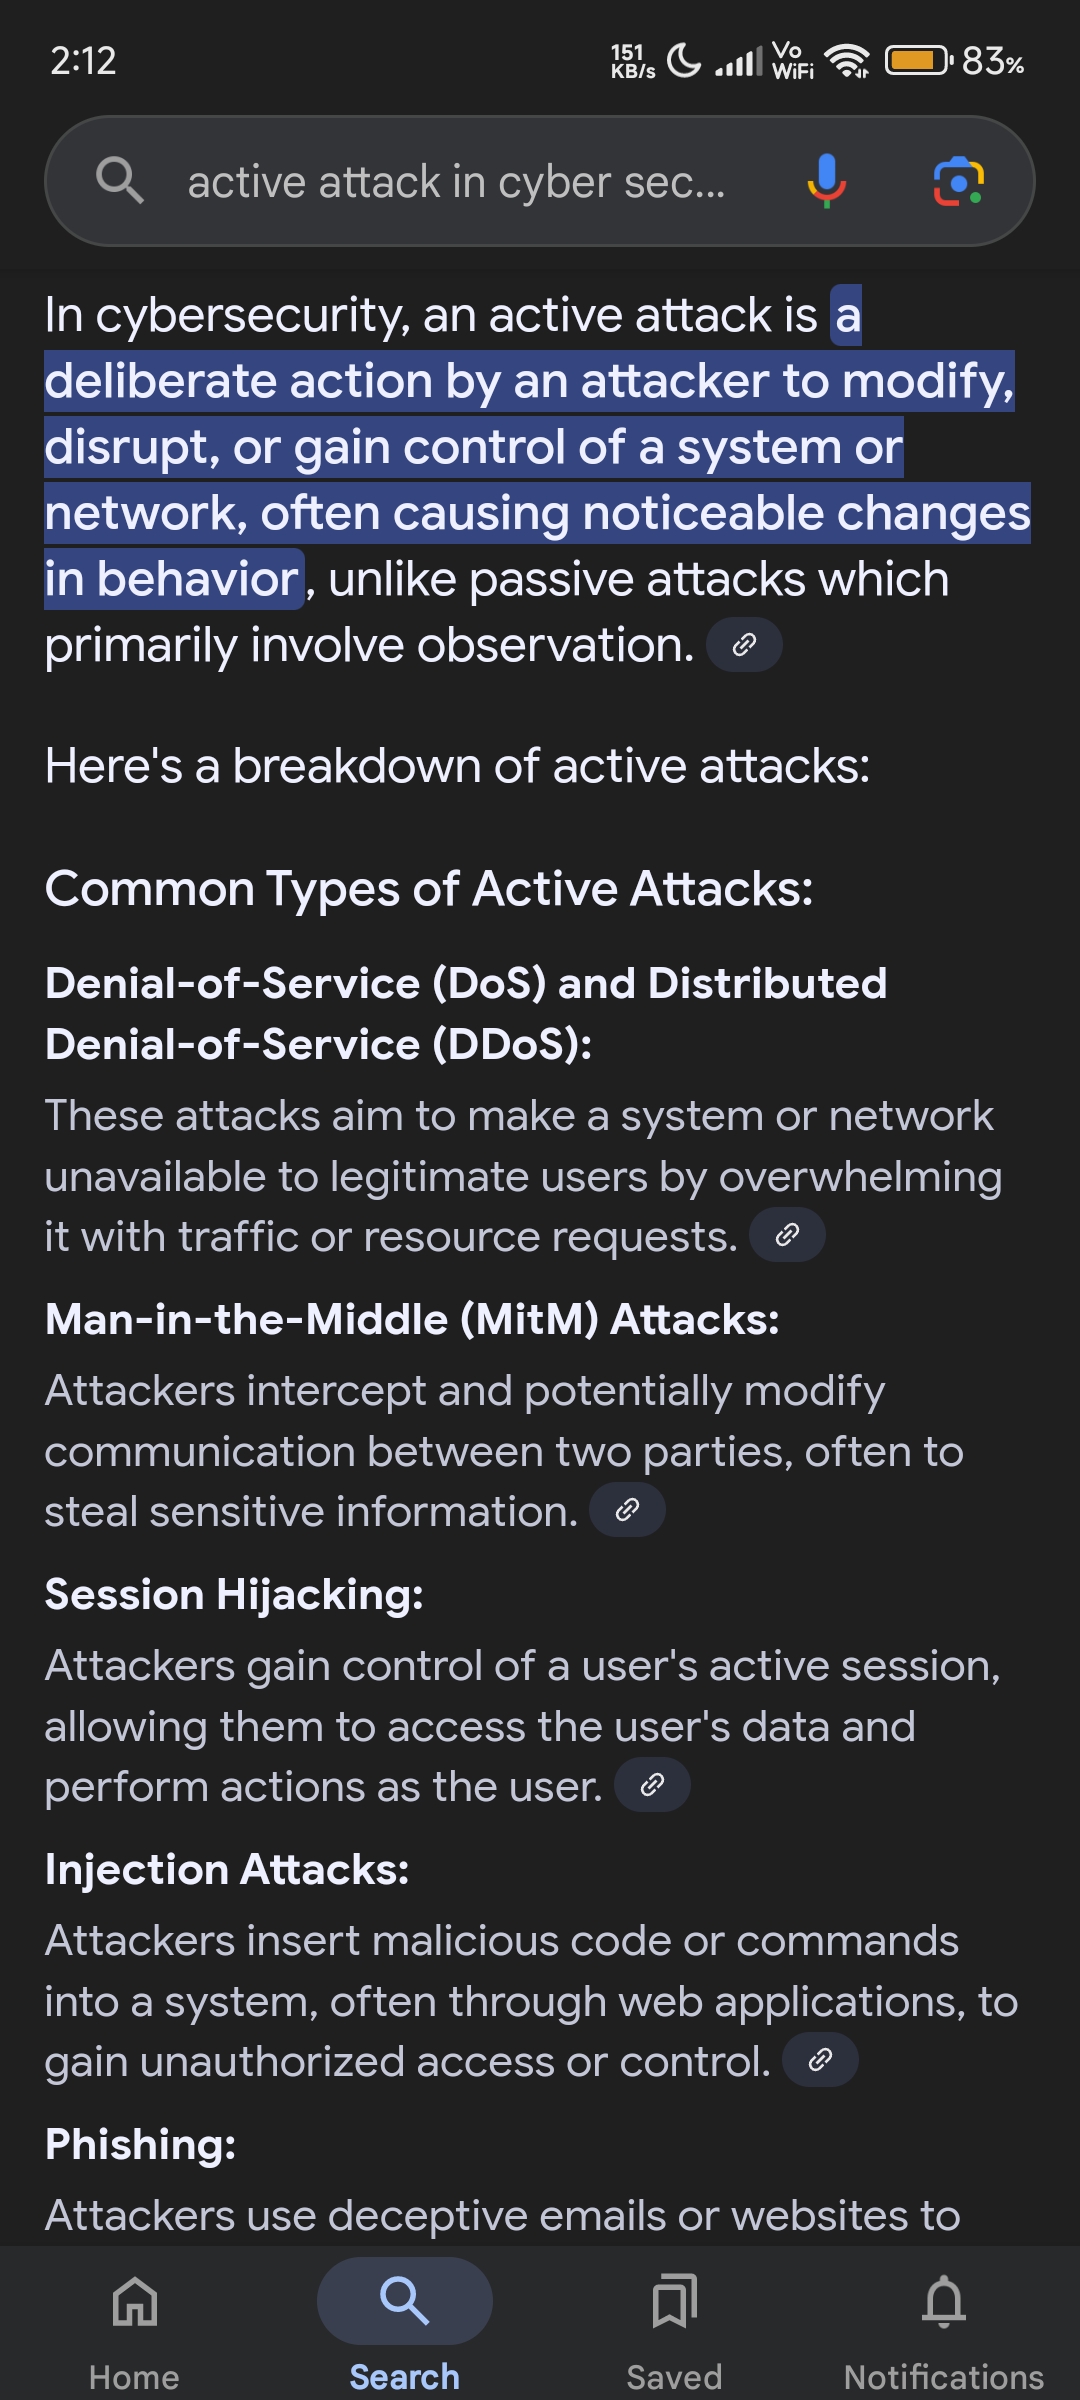 2:12
151
KB/s
Vo
WiFi
83%
active attack in cyber sec...
In cybersecurity, an active attack is a
deliberate action by an attacker to modify,
disrupt, or gain control of a system or
network, often causing noticeable changes
in behavior, unlike passive attacks which
primarily involve observation.
Here's a breakdown of active attacks:
Common Types of Active Attacks:
Denial-of-Service (DoS) and Distributed
Denial-of-Service (DDoS):
These attacks aim to make a system or network
unavailable to legitimate users by overwhelming
it with traffic or resource requests.
Man-in-the-Middle (MitM) Attacks:
Attackers intercept and potentially modify
communication between two parties, often to
steal sensitive information.
Session Hijacking:
Attackers gain control of a user's active session,
allowing them to access the user's data and
perform actions as the user.
Injection Attacks:
Attackers insert malicious code or commands
into a system, often through web applications, to
gain unauthorized access or control.
Phishing:
Attackers use deceptive emails or websites to
Home
Search
Saved
Notifications